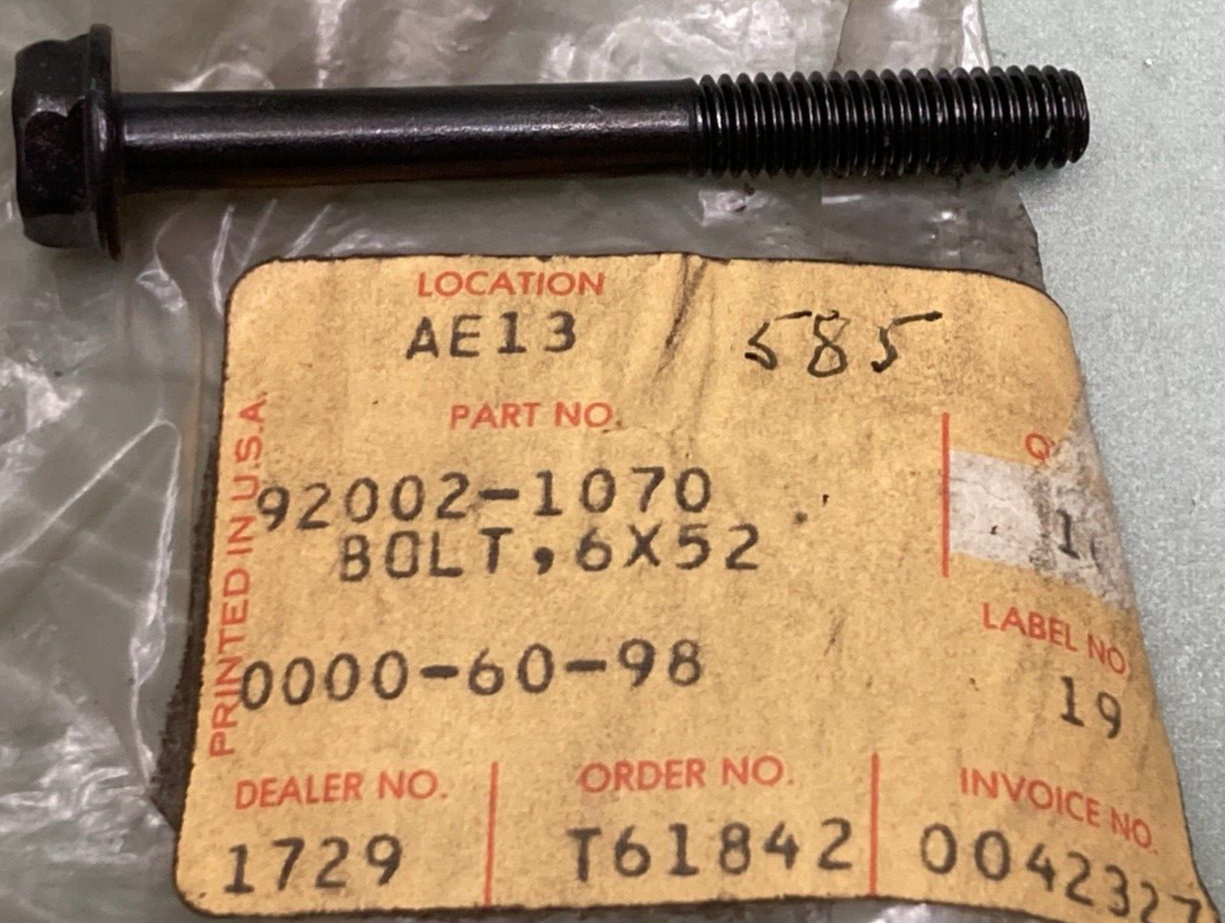 LOCATION
AE13 585
PART NO.
92002-1070
BOLT,6X52
0000-60-98
LABEL NO
19
PRINTED IN U.S.A.
DEALER NO. ORDER NO. INVOICE NO.
1729 T61842 0042327